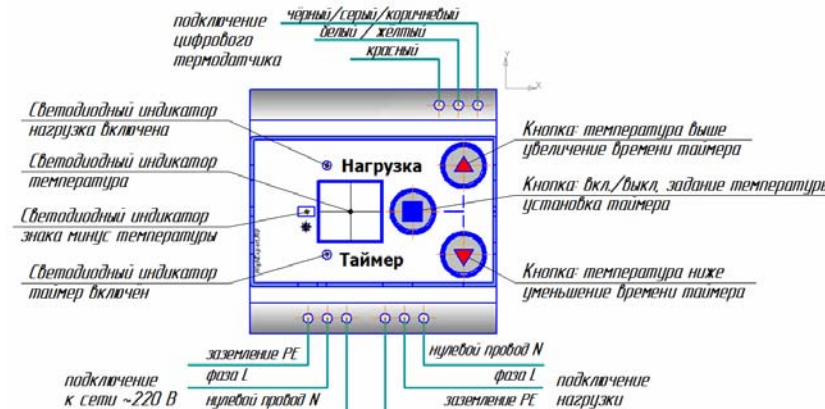 подключение
цифрового
термодатчика
чёрный/серый/коричневый
белый / жёлтый
красный
Y
X
Светодиодный индикатор
нагрузка включена
Светодиодный индикатор
температура
Светодиодный индикатор
знака минус температуры
Светодиодный индикатор
таймер включён
Нагрузка
Таймер
Кнопка: температура выше
увеличение времени таймера
Кнопка: вкл./выкл. задание температуры
установка таймера
Кнопка: температура ниже
уменьшение времени таймера
заземление PE
фаза L
нулевой провод N
подключение
к сети ~220 В
нулевой провод N
фаза L
заземление PE
подключение
нагрузки